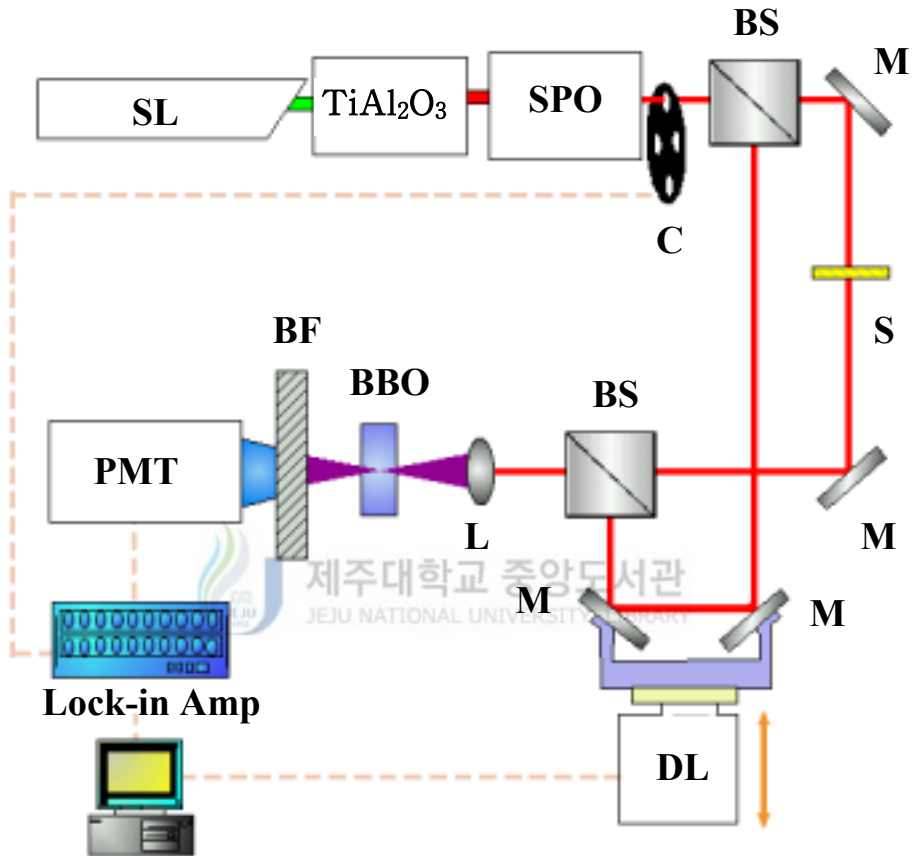 BS
M
SL
TiAl₂O₃
SPO
C
S
BF
BBO
BS
PMT
L
M
제주대학교 중앙도서관
JEJU NATIONAL UNIVERSITY LIBRARY
M
M
Lock-in Amp
DL